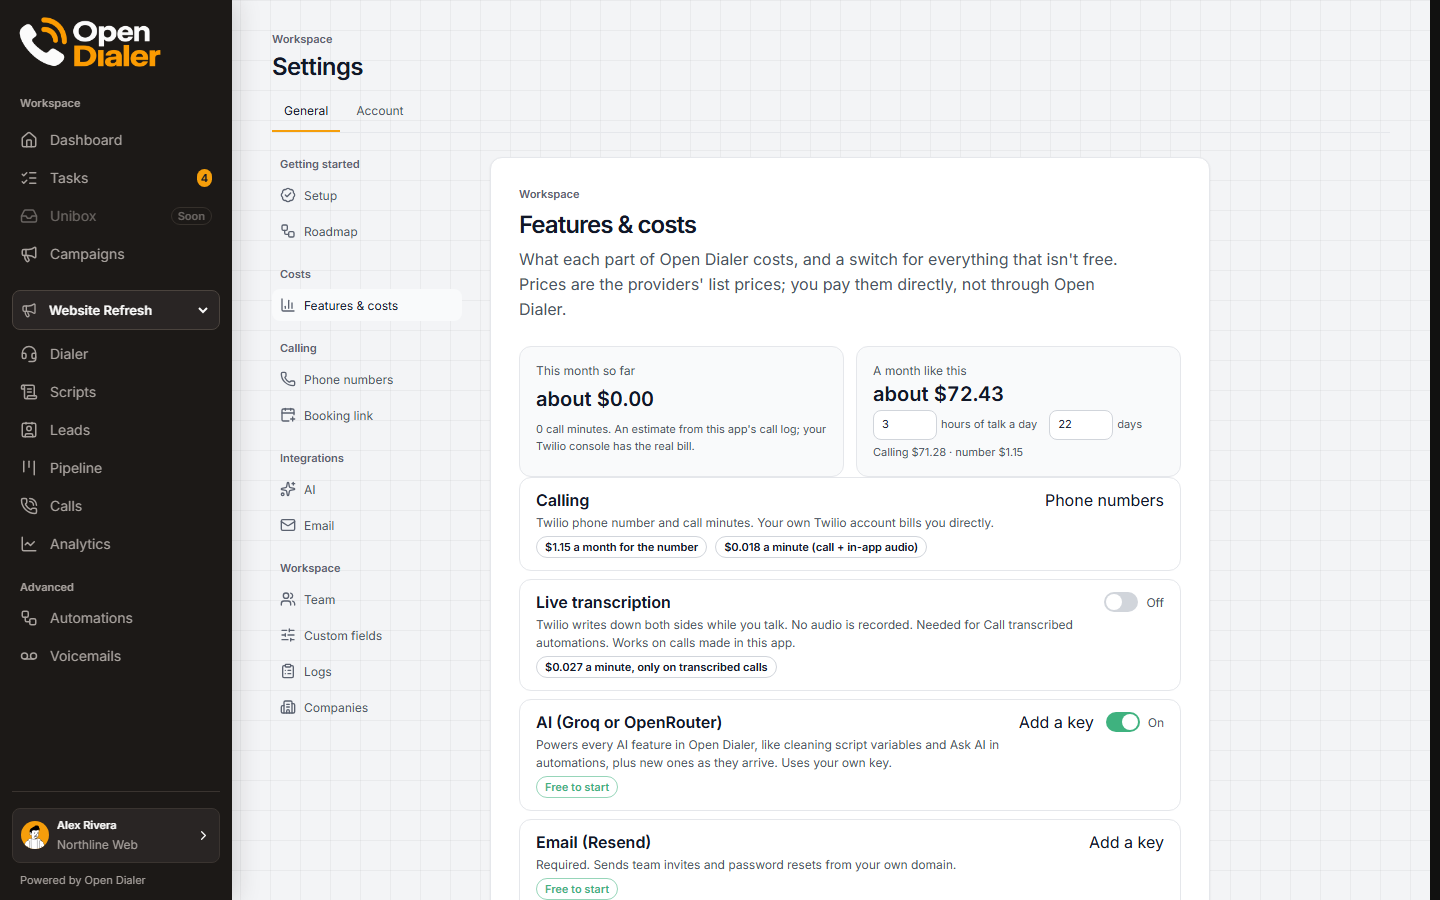 Open
Dialer
Workspace
Dashboard
Tasks
4
Unibox
Soon
Campaigns
Website Refresh
Dialer
Scripts
Leads
Pipeline
Calls
Analytics
Advanced
Automations
Voicemails
Alex Rivera
Northline Web
Powered by Open Dialer
Workspace
Settings
General
Account
Getting started
Setup
Roadmap
Costs
Features & costs
Calling
Phone numbers
Booking link
Integrations
AI
Email
Workspace
Team
Custom fields
Logs
Companies
Workspace
Features & costs
What each part of Open Dialer costs, and a switch for everything that isn't free.
Prices are the providers' list prices; you pay them directly, not through Open
Dialer.
This month so far
about $0.00
0 call minutes. An estimate from this app's call log; your
Twilio console has the real bill.
A month like this
about $72.43
3 hours of talk a day 22 days
Calling $71.28 · number $1.15
Calling
Phone numbers
Twilio phone number and call minutes. Your own Twilio account bills you directly.
$1.15 a month for the number
$0.018 a minute (call + in-app audio)
Live transcription
Off
Twilio writes down both sides while you talk. No audio is recorded. Needed for Call transcribed
automations. Works on calls made in this app.
$0.027 a minute, only on transcribed calls
AI (Groq or OpenRouter)
Add a key
On
Powers every AI feature in Open Dialer, like cleaning script variables and Ask AI in
automations, plus new ones as they arrive. Uses your own key.
Free to start
Email (Resend)
Add a key
Required. Sends team invites and password resets from your own domain.
Free to start